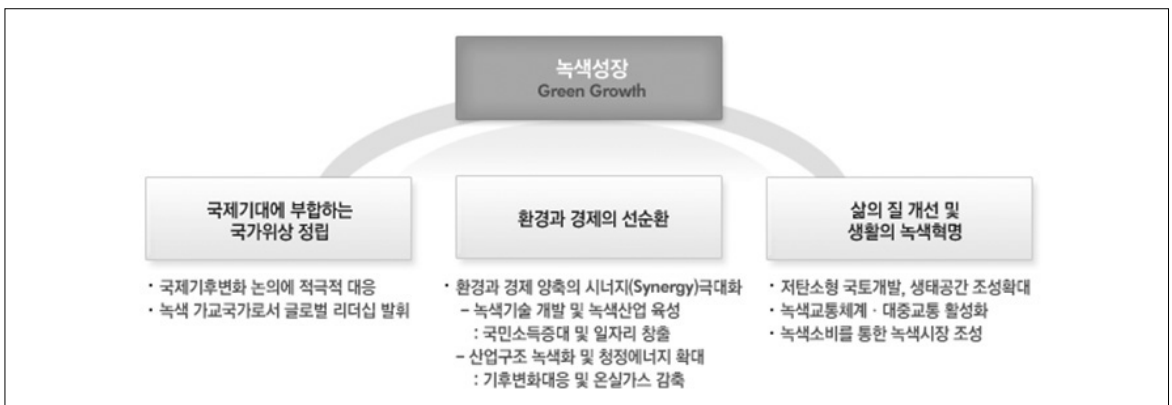 녹색성장
Green Growth
국제기대에 부합하는
국가위상 정립
· 국제기후변화 논의에 적극적 대응
· 녹색 가교국가로서 글로벌 리더십 발휘
환경과 경제의 선순환
· 환경과 경제 양축의 시너지(Synergy)극대화
– 녹색기술 개발 및 녹색산업 육성
: 국민소득증대 및 일자리 창출
– 산업구조 녹색화 및 청정에너지 확대
: 기후변화대응 및 온실가스 감축
삶의 질 개선 및
생활의 녹색혁명
· 저탄소형 국토개발, 생태공간 조성확대
· 녹색교통체계 · 대중교통 활성화
· 녹색소비를 통한 녹색시장 조성